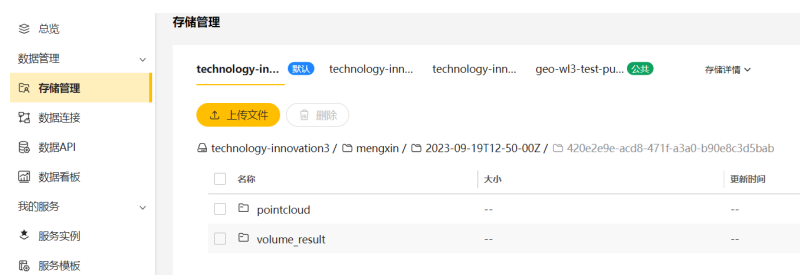 总览
数据管理
存储管理
数据连接
数据API
数据看板
我的服务
服务实例
服务模板
存储管理
technology-in... 默认 technology-inn... technology-inn... geo-wl3-test-pu... 公共 存储详情
上传文件 删除
technology-innovation3 / mengxin / 2023-09-19T12-50-00Z / 420e2e9e-acd8-471f-a3a0-b90e8c3d5bab
名称 大小 更新时间
pointcloud -- --
volume_result -- --